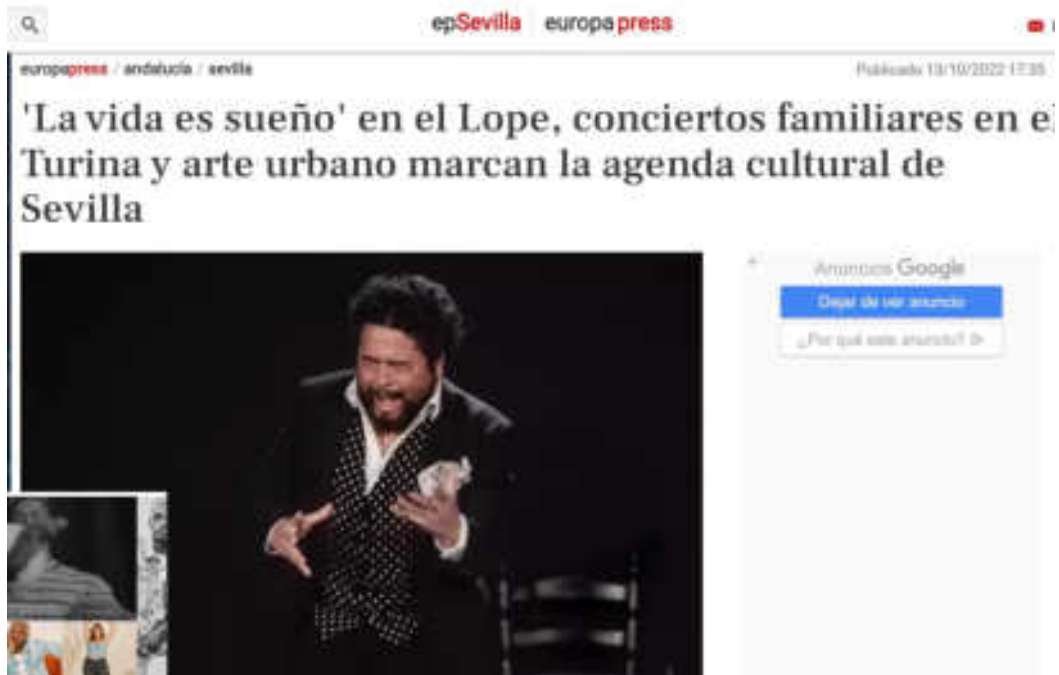 epSevilla europapress
europapress / andalucía / sevilla
Publicado 13/10/2022 17:35
'La vida es sueño' en el Lope, conciertos familiares en el
Turina y arte urbano marcan la agenda cultural de
Sevilla
Anuncios Google
Dejar de ver anuncio
¿Por qué este anuncio?